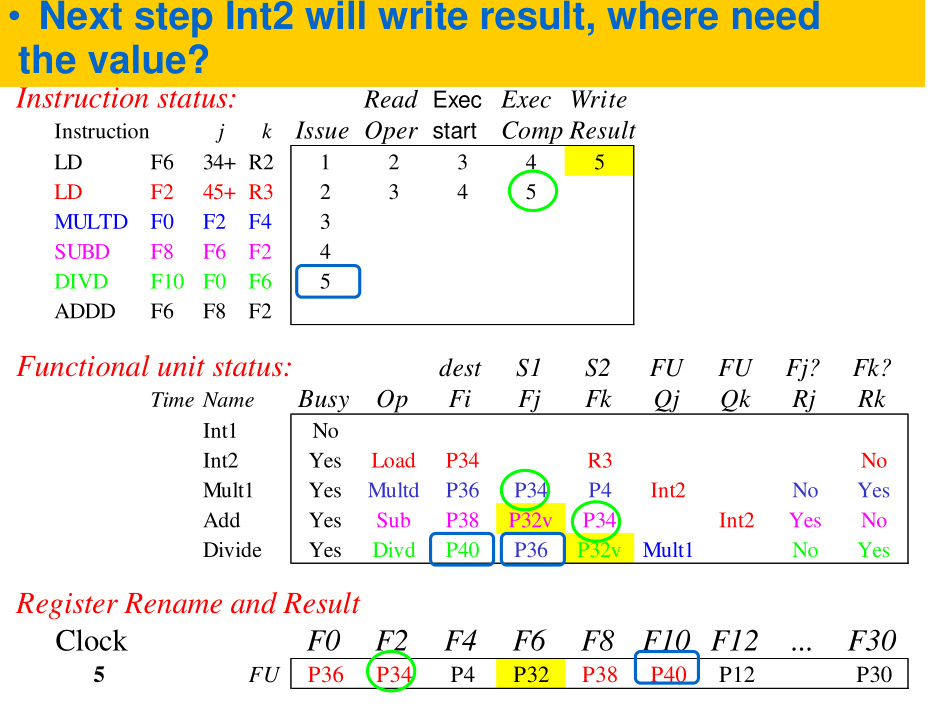 • Next step Int2 will write result, where need
the value?
Instruction status: Read Exec Exec Write
Instruction j k Issue Oper start Comp Result
LD F6 34+ R2 1 2 3 4 5
LD F2 45+ R3 2 3 4 5
MULTD F0 F2 F4 3
SUBD F8 F6 F2 4
DIVD F10 F0 F6 5
ADDD F6 F8 F2
Functional unit status: dest S1 S2 FU FU Fj? Fk?
Time Name Busy Op Fi Fj Fk Qj Qk Rj Rk
Int1 No
Int2 Yes Load P34 R3 No
Mult1 Yes Multd P36 P34 P4 Int2 No Yes
Add Yes Sub P38 P32v P34 Int2 Yes No
Divide Yes Divd P40 P36 P32v Mult1 No Yes
Register Rename and Result
Clock F0 F2 F4 F6 F8 F10 F12 ... F30
5 FU P36 P34 P4 P32 P38 P40 P12 P30